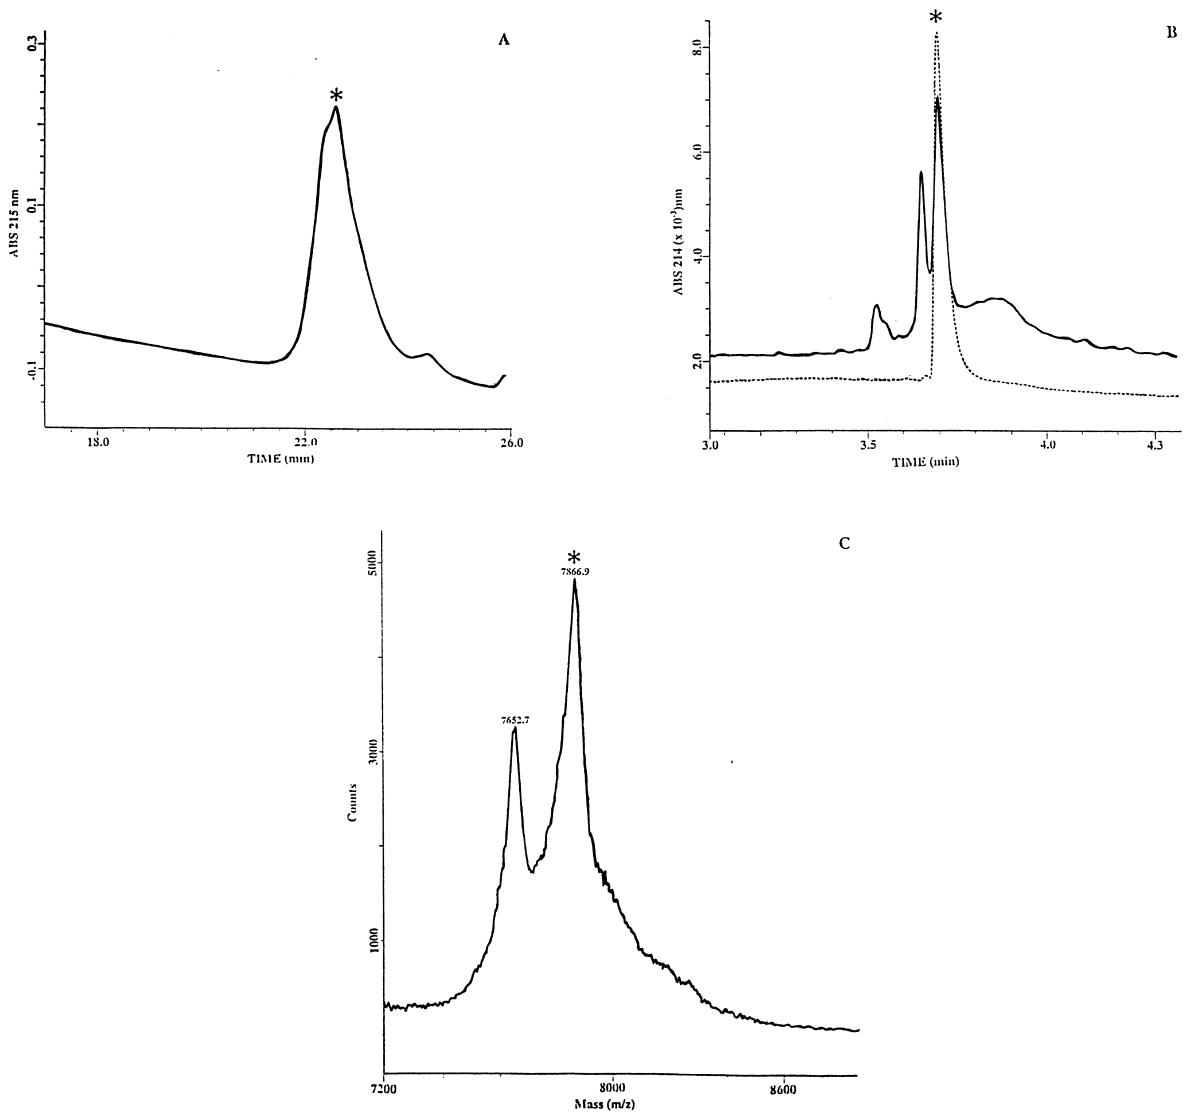 A
*
0.3
0.1
-0.1
ABS 215 nm
18.0 22.0 26.0
TIME (min)
B
*
8.0
6.0
4.0
2.0
ABS 214 (x 10⁻³)nm
3.0 3.5 4.0 4.3
TIME (min)
C
*
7866.9
7652.7
5000
3000
1000
Counts
7200 8000 8600
Mass (m/z)